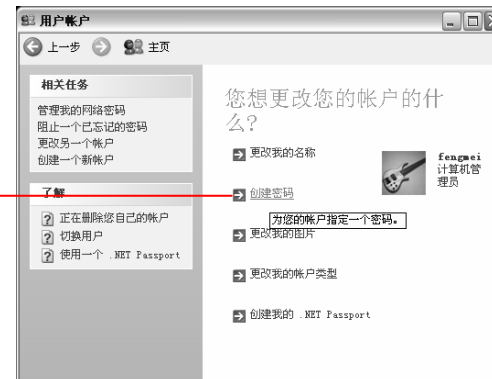 用户帐户
上一步 主页
相关任务
管理我的网络密码
阻止一个已忘记的密码
更改另一个帐户
创建一个新帐户
了解
正在删除您自己的帐户
切换用户
使用一个 .NET Passport
您想更改您的帐户的什
么?
更改我的名称
fengmei
计算机管
理员
创建密码
为您的帐户指定一个密码。
更改我的图片
更改我的帐户类型
创建我的 .NET Passport